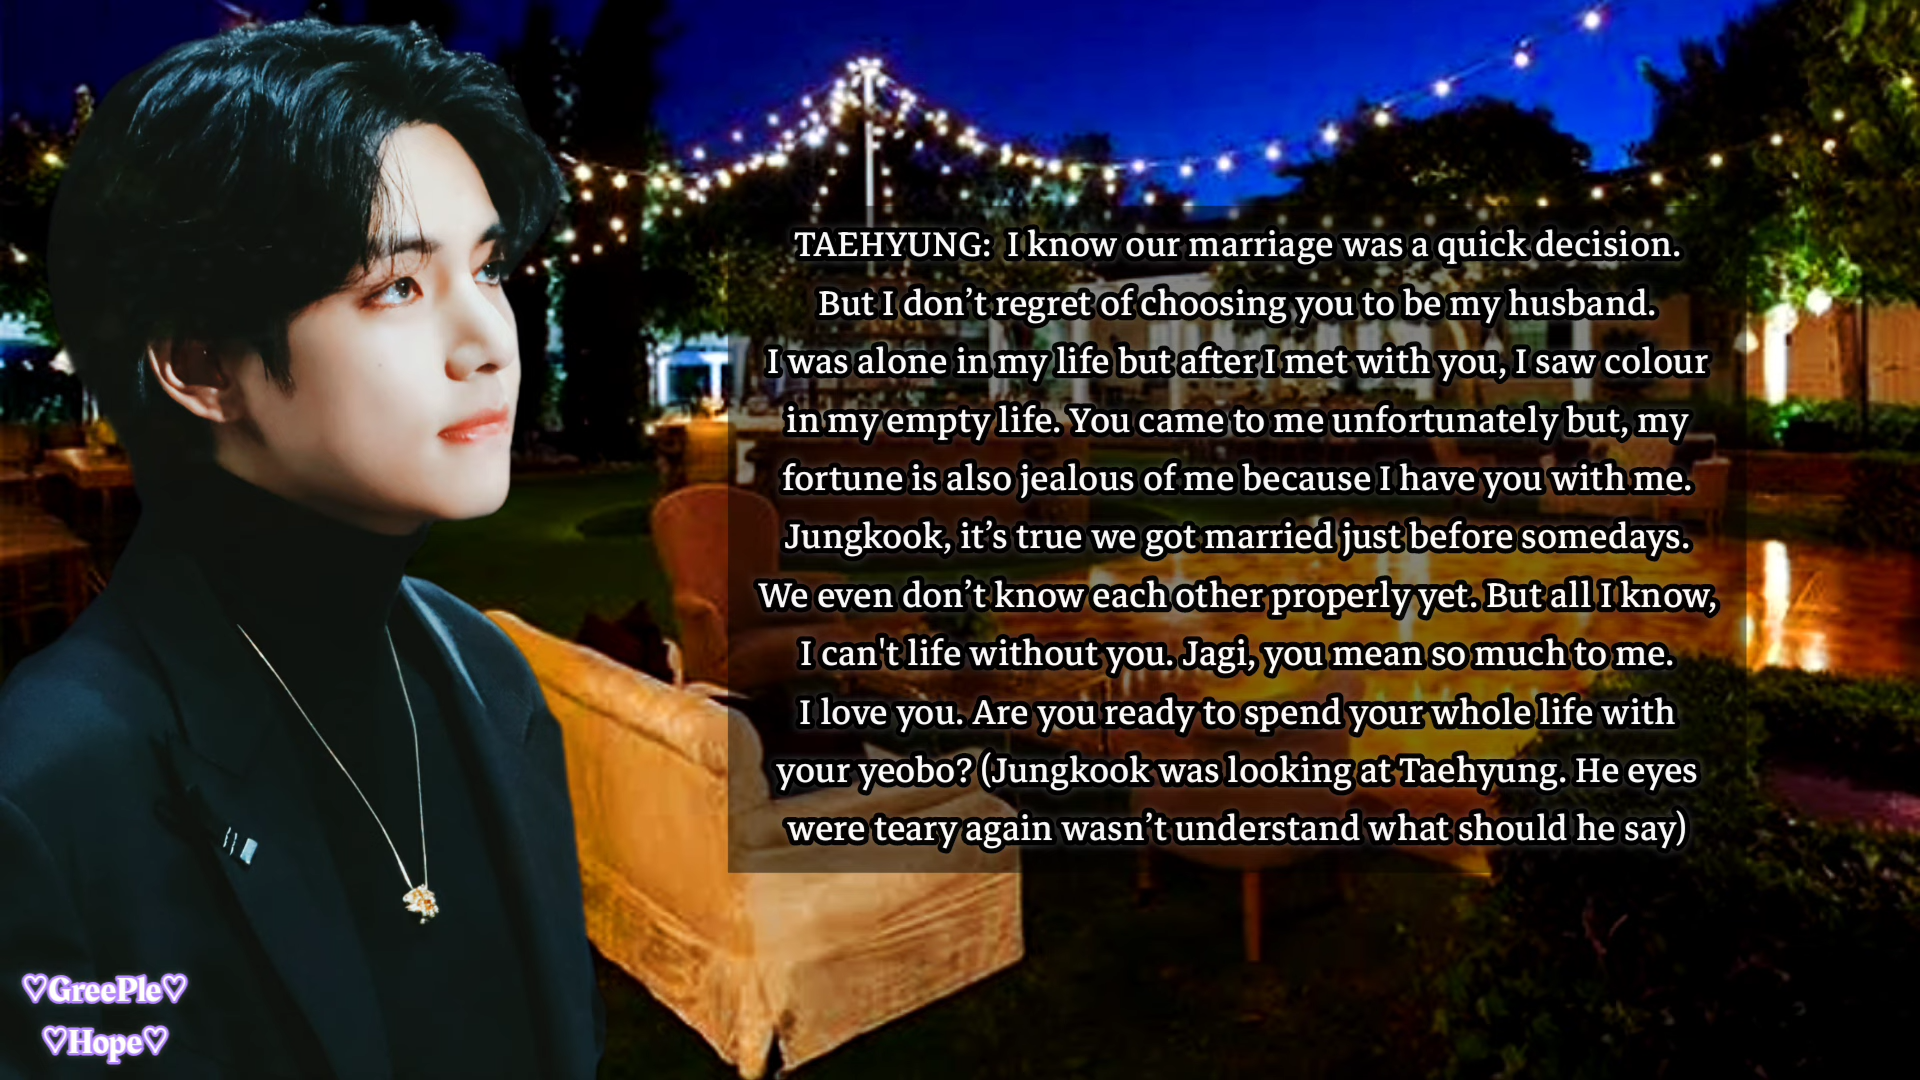 TAEHYUNG: I know our marriage was a quick decision.
But I don’t regret of choosing you to be my husband.
I was alone in my life but after I met with you, I saw colour
in my empty life. You came to me unfortunately but, my
fortune is also jealous of me because I have you with me.
Jungkook, it’s true we got married just before somedays.
We even don’t know each other properly yet. But all I know,
I can't life without you. Jagi, you mean so much to me.
I love you. Are you ready to spend your whole life with
your yeobo? (Jungkook was looking at Taehyung. He eyes
were teary again wasn’t understand what should he say)
♡GreePle♡
♡Hope♡